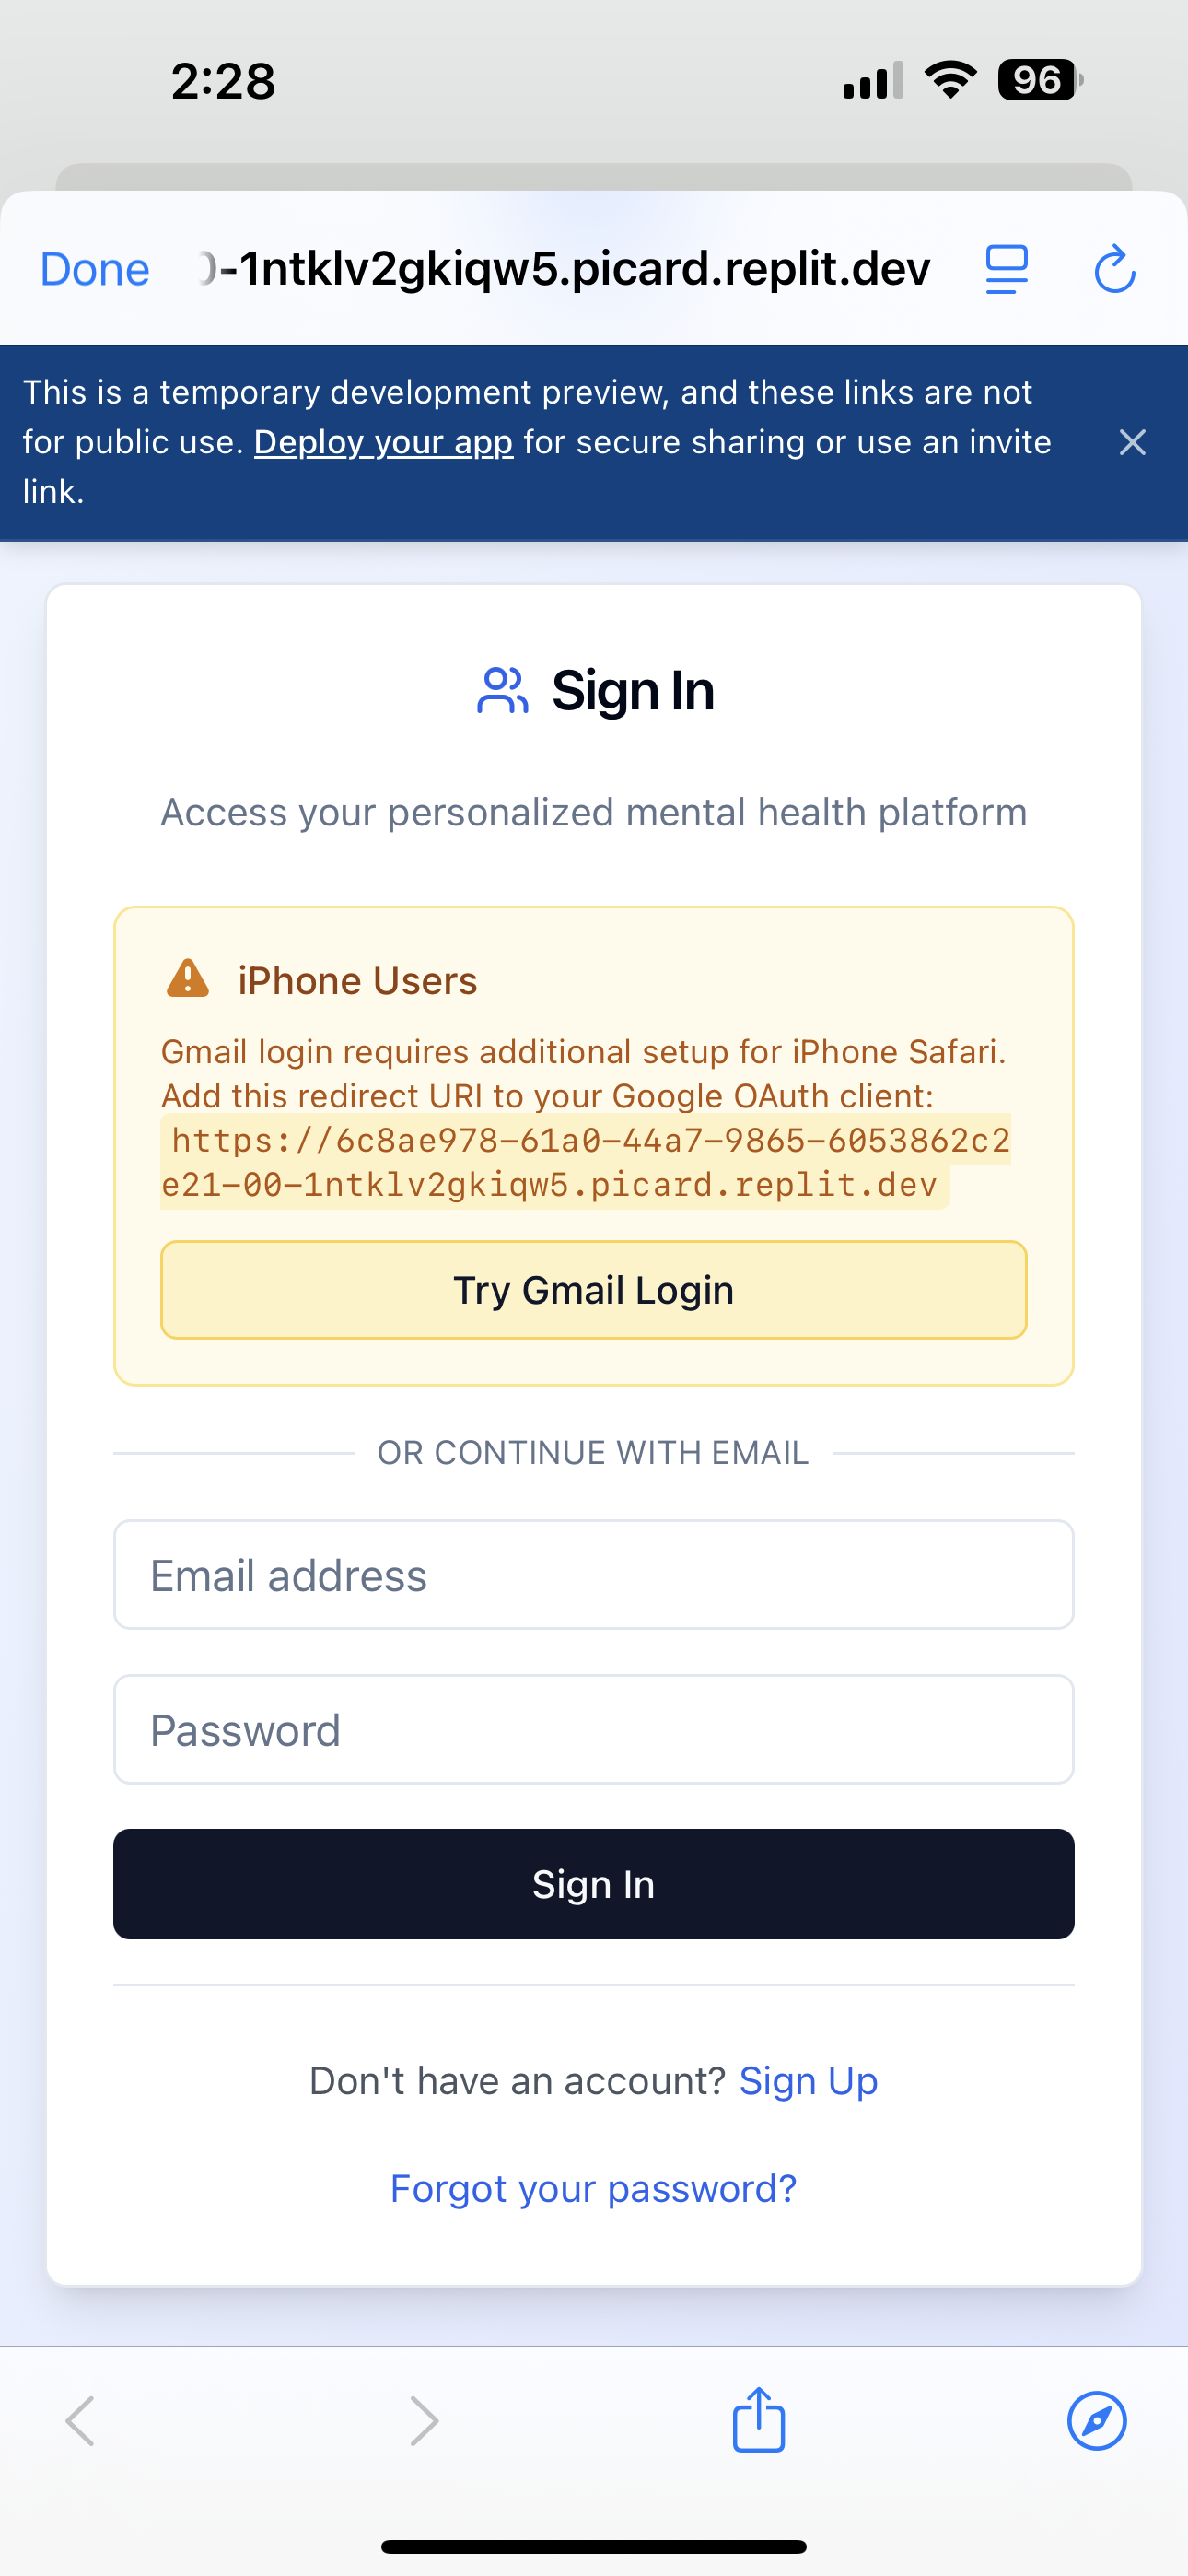 2:28
96
Done
-1ntklv2gkiqw5.picard.replit.dev
This is a temporary development preview, and these links are not
for public use. Deploy your app for secure sharing or use an invite
link.
Sign In
Access your personalized mental health platform
iPhone Users
Gmail login requires additional setup for iPhone Safari.
Add this redirect URI to your Google OAuth client:
https://6c8ae978-61a0-44a7-9865-6053862c2
e21-00-1ntklv2gkiqw5.picard.replit.dev
Try Gmail Login
OR CONTINUE WITH EMAIL
Email address
Password
Sign In
Don't have an account? Sign Up
Forgot your password?